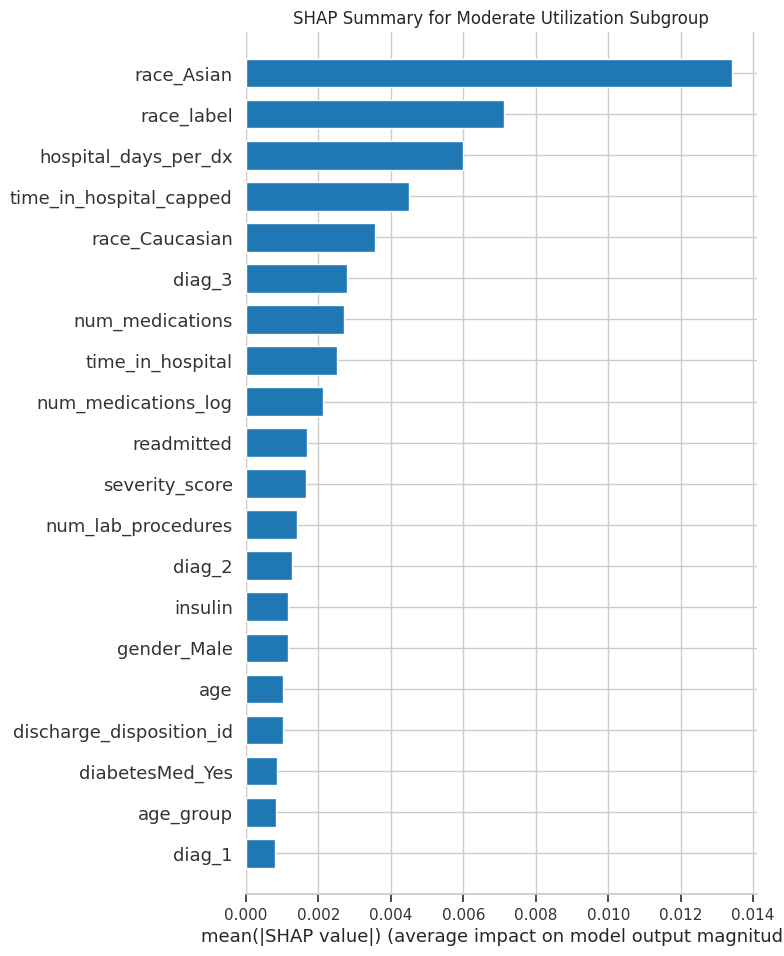 SHAP Summary for Moderate Utilization Subgroup
race_Asian
race_label
hospital_days_per_dx
time_in_hospital_capped
race_Caucasian
diag_3
num_medications
time_in_hospital
num_medications_log
readmitted
severity_score
num_lab_procedures
diag_2
insulin
gender_Male
age
discharge_disposition_id
diabetesMed_Yes
age_group
diag_1
0.000 0.002 0.004 0.006 0.008 0.010 0.012 0.014
mean(|SHAP value|) (average impact on model output magnitud